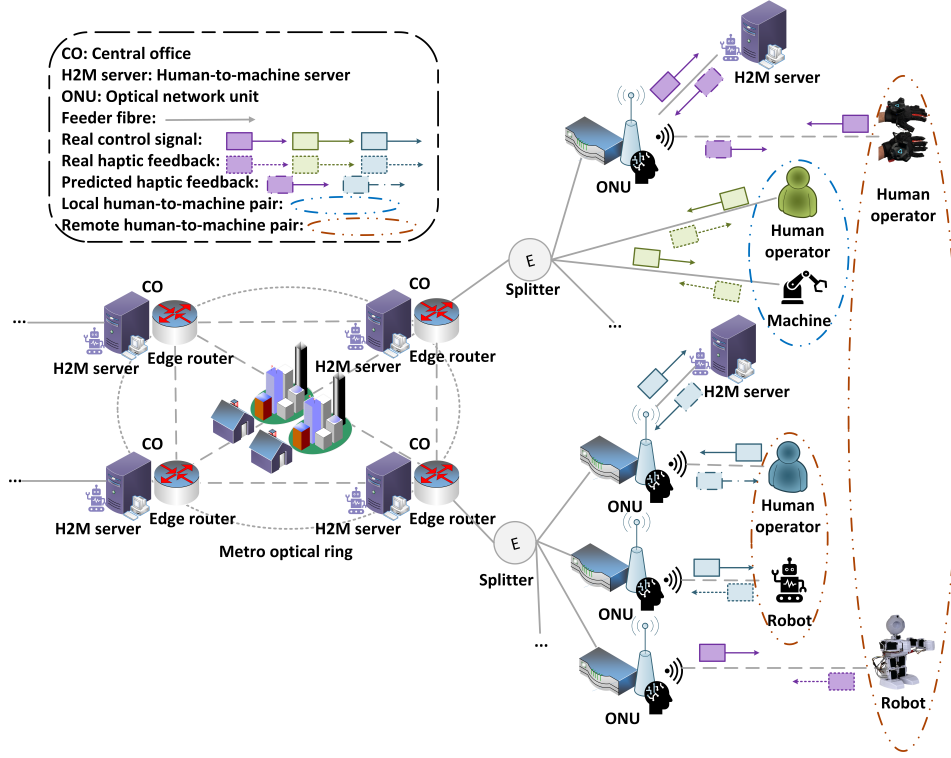 CO: Central office
H2M server: Human-to-machine server
ONU: Optical network unit
Feeder fibre:
Real control signal:
Real haptic feedback:
Predicted haptic feedback:
Local human-to-machine pair:
Remote human-to-machine pair:
H2M server
ONU
Human
operator
Human
operator
Machine
E
Splitter
...
CO
CO
...
Edge router
H2M server
Edge router
H2M server
H2M server
CO
CO
...
Edge router
H2M server
Edge router
H2M server
Metro optical ring
ONU
Human
operator
E
Splitter
ONU
Robot
...
ONU
Robot